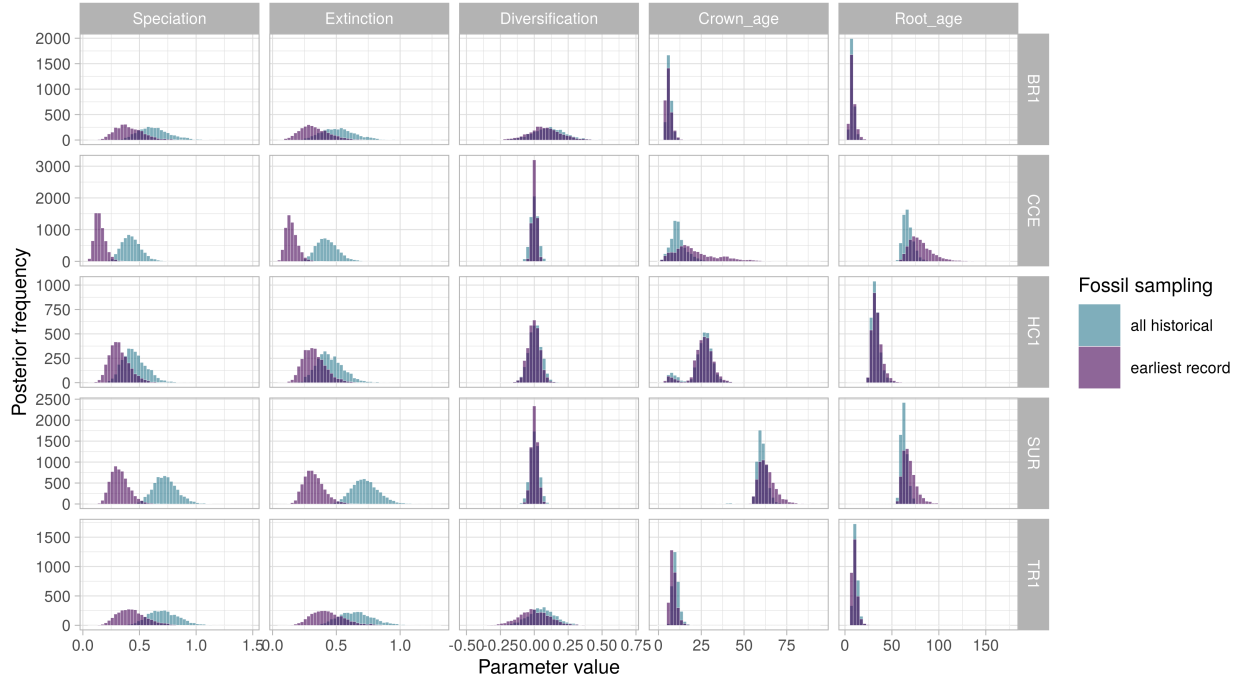 Speciation Extinction Diversification Crown_age Root_age
2000
1500
1000
500
0
BR1
3000
2000
1000
0
CCE
1000
750
500
250
0
HC1
2500
2000
1500
1000
500
0
SUR
1500
1000
500
0
TR1
0.0 0.5 1.0 1.5 0.0 0.5 1.0 -0.50 -0.25 0.00 0.25 0.50 0.75 0 25 50 75 0 50 100 150
Parameter value
Posterior frequency
Fossil sampling
all historical
earliest record